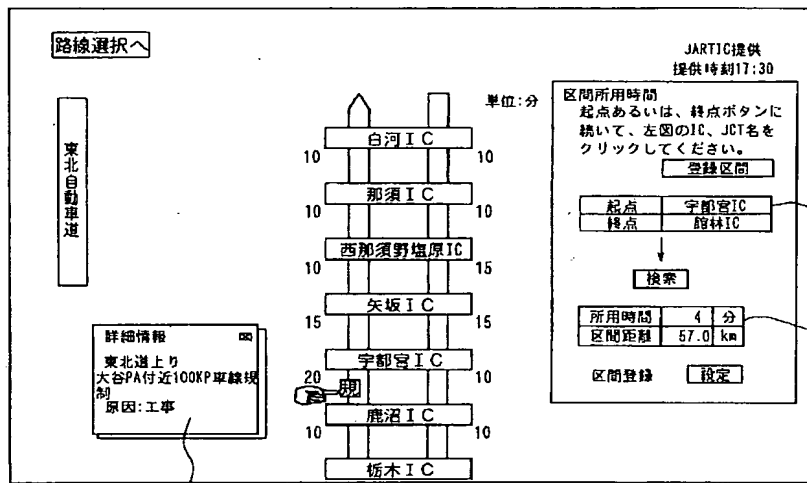 路線選択へ
JARTIC提供
提供時刻17:30
東北自動車道
単位:分
白河IC
10 10
那須IC
10 10
西那須野塩原IC
10 15
矢坂IC
15 15
宇都宮IC
20 規 10
鹿沼IC
10 10
栃木IC
詳細情報
東北道上り
大谷PA付近100KP車線規
制
原因:工事
区間所用時間
起点あるいは、終点ボタンに
続いて、左図のIC、JCT名を
クリックしてください。
登録区間
起点 宇都宮IC
終点 館林IC
検索
所用時間 4 分
区間距離 57.0 km
区間登録 設定